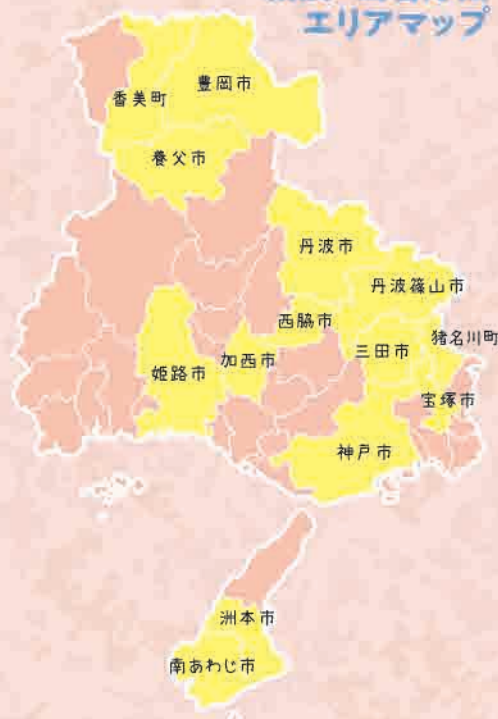 エリアマップ
豊岡市
香美町
養父市
丹波市
丹波篠山市
西脇市
猪名川町
三田市
加西市
姫路市
宝塚市
神戸市
洲本市
南あわじ市